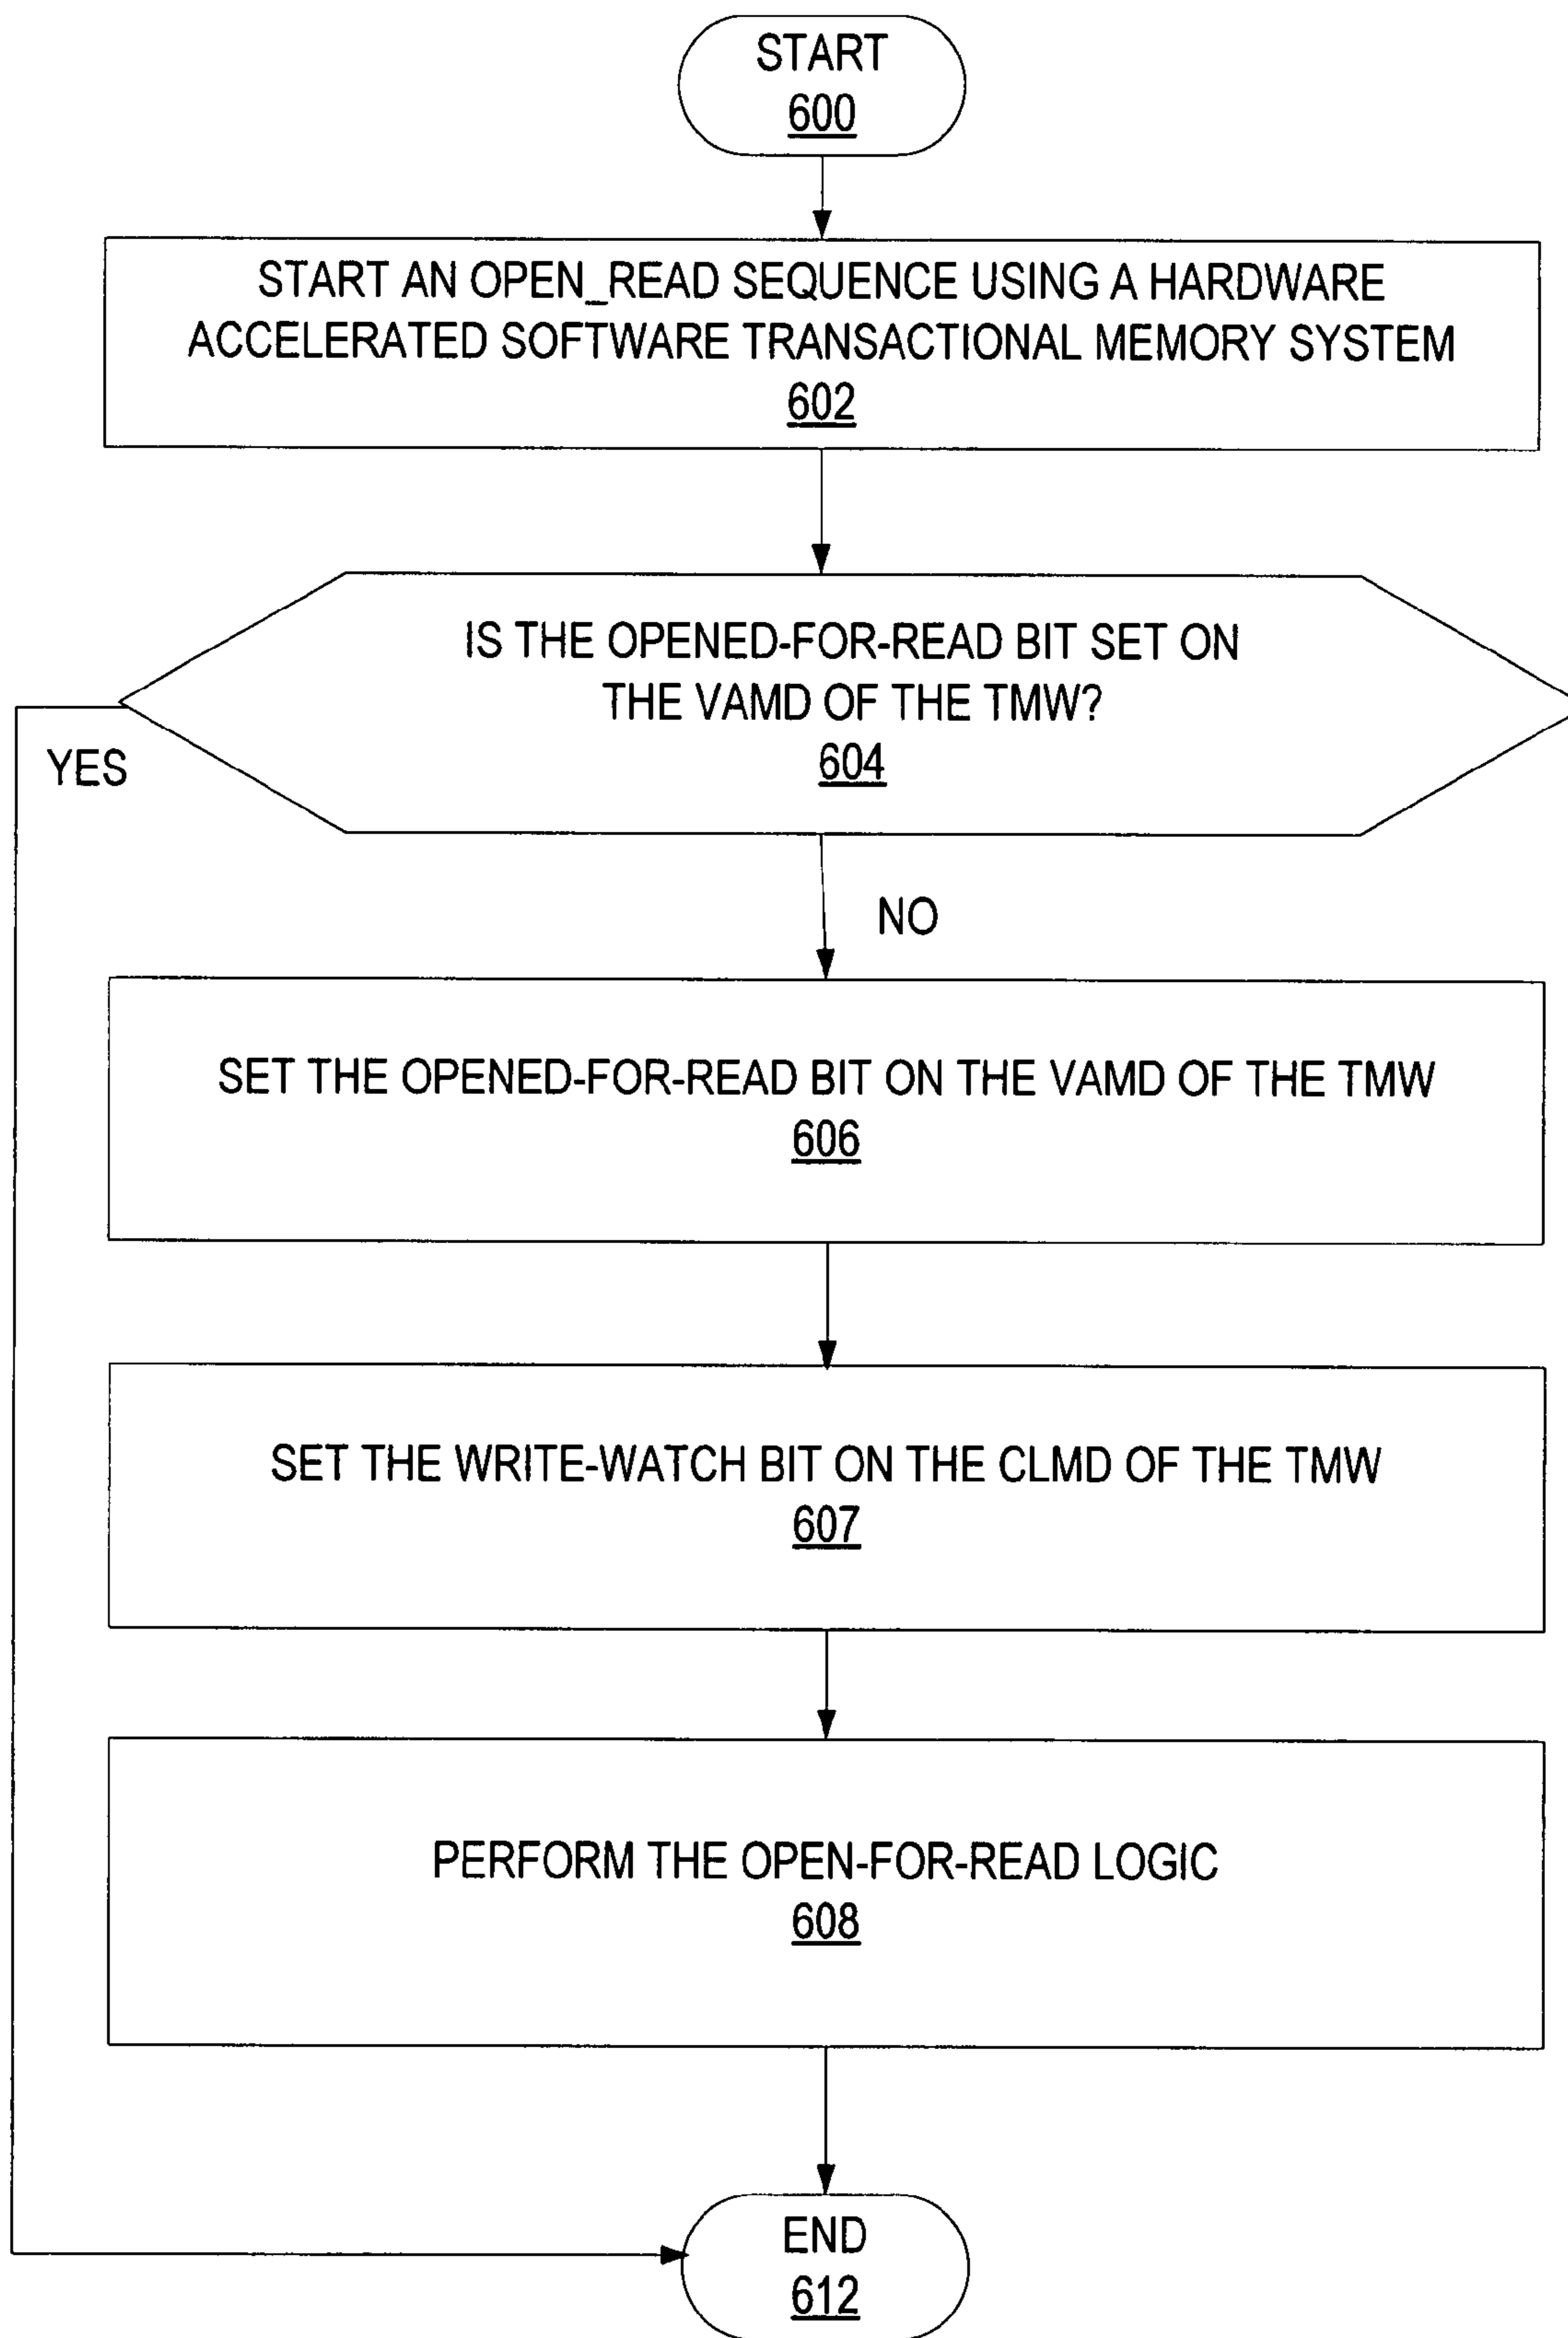 START
600
START AN OPEN_READ SEQUENCE USING A HARDWARE
ACCELERATED SOFTWARE TRANSACTIONAL MEMORY SYSTEM
602
IS THE OPENED-FOR-READ BIT SET ON
THE VAMD OF THE TMW?
604
YES
NO
SET THE OPENED-FOR-READ BIT ON THE VAMD OF THE TMW
606
SET THE WRITE-WATCH BIT ON THE CLMD OF THE TMW
607
PERFORM THE OPEN-FOR-READ LOGIC
608
END
612